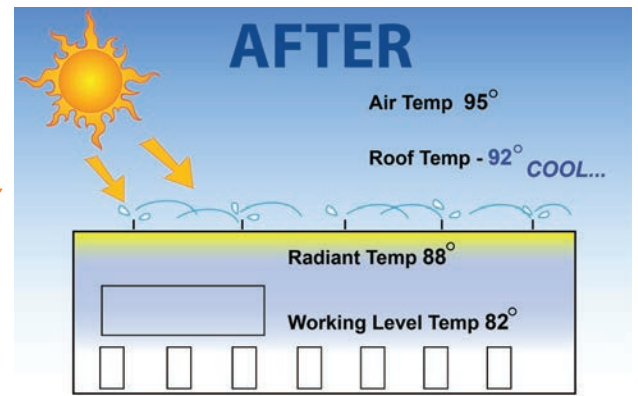 AFTER
Air Temp 95°
Roof Temp - 92° COOL...
Radiant Temp 88°
Working Level Temp 82°